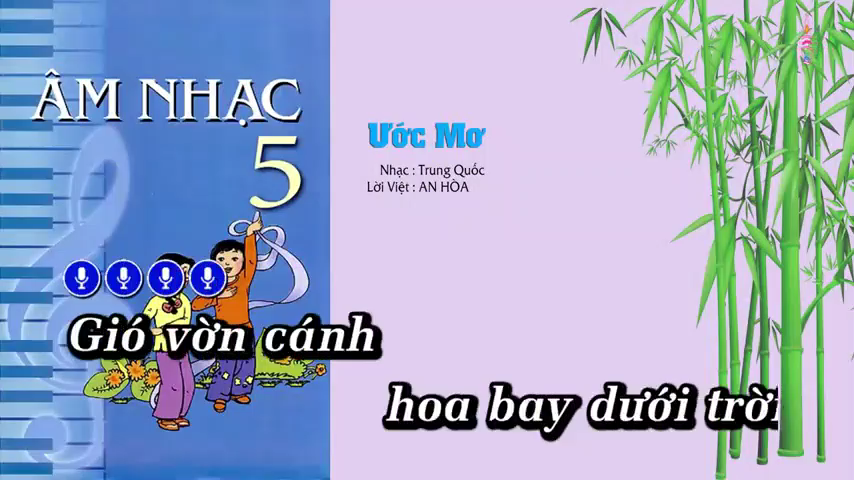 ÂM NHẠC
5
Ước Mơ
Nhạc : Trung Quốc
Lời Việt : AN HÒA
Gió vờn cánh
hoa bay dưới trời